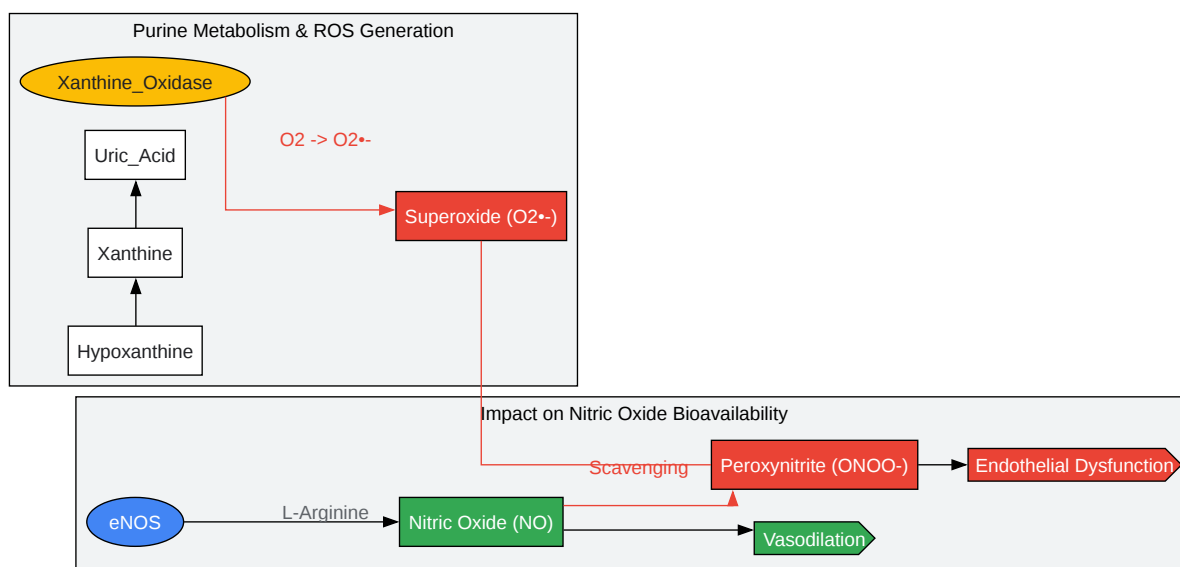 Purine Metabolism & ROS Generation
Xanthine_Oxidase
O2 -> O2•-
Uric_Acid
Superoxide (O2•-)
Xanthine
Hypoxanthine
Impact on Nitric Oxide Bioavailability
Scavenging
Peroxynitrite (ONOO-)
Endothelial Dysfunction
eNOS
L-Arginine
Nitric Oxide (NO)
Vasodilation